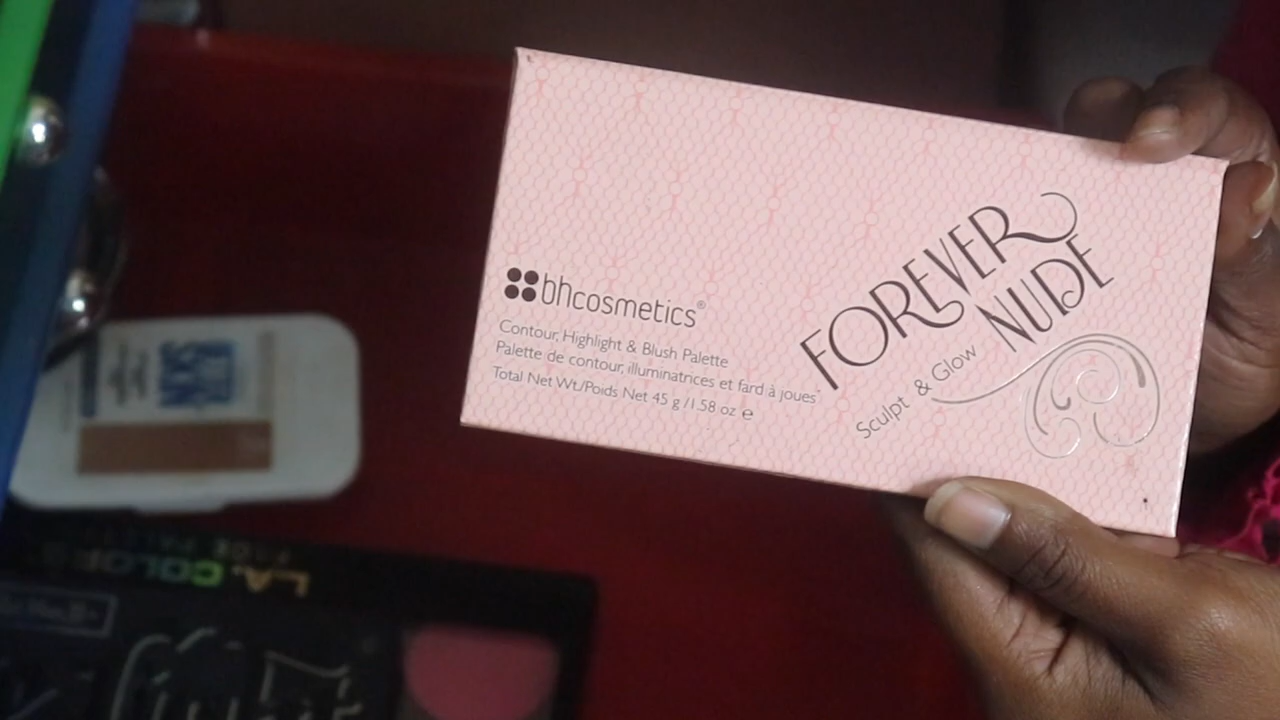 bhcosmetics®
Contour, Highlight & Blush Palette
Palette de contour, illuminatrices et fard à joues
Total Net Wt./Poids Net 45 g /1.58 oz e
FOREVER
NUDE
Sculpt & Glow
L.A. COLORS